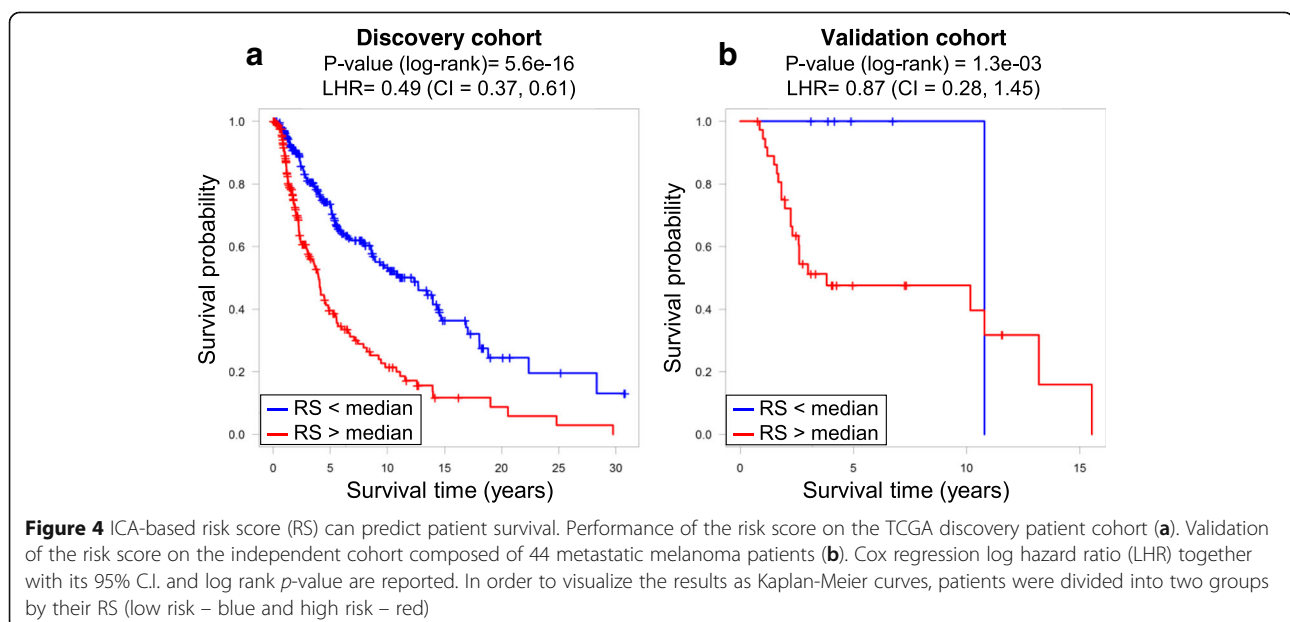 a
Discovery cohort
P-value (log-rank)= 5.6e-16
LHR= 0.49 (CI = 0.37, 0.61)
Survival probability
1.0
0.8
0.6
0.4
0.2
0.0
RS < median
RS > median
0 5 10 15 20 25 30
Survival time (years)
b
Validation cohort
P-value (log-rank) = 1.3e-03
LHR= 0.87 (CI = 0.28, 1.45)
Survival probability
1.0
0.8
0.6
0.4
0.2
0.0
RS < median
RS > median
0 5 10 15
Survival time (years)
Figure 4 ICA-based risk score (RS) can predict patient survival. Performance of the risk score on the TCGA discovery patient cohort (a). Validation
of the risk score on the independent cohort composed of 44 metastatic melanoma patients (b). Cox regression log hazard ratio (LHR) together
with its 95% C.I. and log rank p-value are reported. In order to visualize the results as Kaplan-Meier curves, patients were divided into two groups
by their RS (low risk – blue and high risk – red)